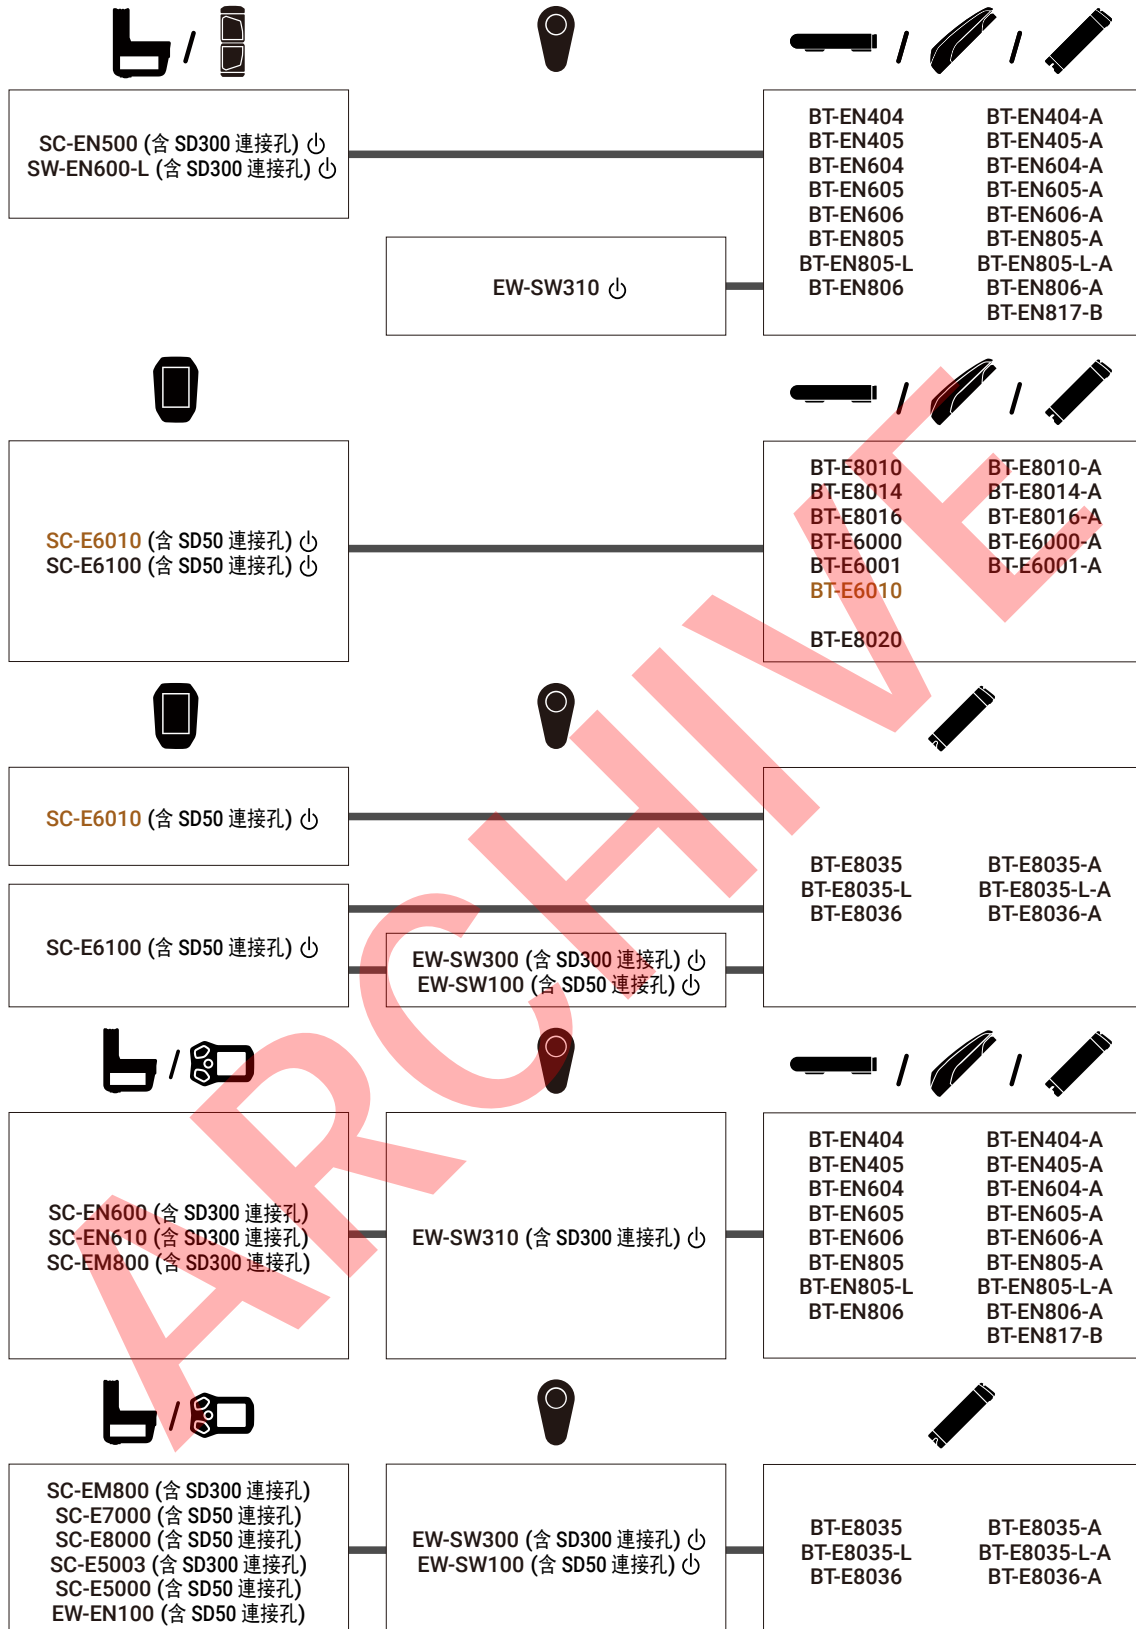 SC-EN500 (含 SD300 連接孔)
SW-EN600-L (含 SD300 連接孔)
EW-SW310
BT-EN404 BT-EN404-A
BT-EN405 BT-EN405-A
BT-EN604 BT-EN604-A
BT-EN605 BT-EN605-A
BT-EN606 BT-EN606-A
BT-EN805 BT-EN805-A
BT-EN805-L BT-EN805-L-A
BT-EN806 BT-EN806-A
BT-EN817-B
SC-E6010 (含 SD50 連接孔)
SC-E6100 (含 SD50 連接孔)
BT-E8010 BT-E8010-A
BT-E8014 BT-E8014-A
BT-E8016 BT-E8016-A
BT-E6000 BT-E6000-A
BT-E6001 BT-E6001-A
BT-E6010
BT-E8020
SC-E6010 (含 SD50 連接孔)
SC-E6100 (含 SD50 連接孔)
EW-SW300 (含 SD300 連接孔)
EW-SW100 (含 SD50 連接孔)
BT-E8035 BT-E8035-A
BT-E8035-L BT-E8035-L-A
BT-E8036 BT-E8036-A
SC-EN600 (含 SD300 連接孔)
SC-EN610 (含 SD300 連接孔)
SC-EM800 (含 SD300 連接孔)
EW-SW310 (含 SD300 連接孔)
BT-EN404 BT-EN404-A
BT-EN405 BT-EN405-A
BT-EN604 BT-EN604-A
BT-EN605 BT-EN605-A
BT-EN606 BT-EN606-A
BT-EN805 BT-EN805-A
BT-EN805-L BT-EN805-L-A
BT-EN806 BT-EN806-A
BT-EN817-B
SC-EM800 (含 SD300 連接孔)
SC-E7000 (含 SD50 連接孔)
SC-E8000 (含 SD50 連接孔)
SC-E5003 (含 SD300 連接孔)
SC-E5000 (含 SD50 連接孔)
EW-EN100 (含 SD50 連接孔)
EW-SW300 (含 SD300 連接孔)
EW-SW100 (含 SD50 連接孔)
BT-E8035 BT-E8035-A
BT-E8035-L BT-E8035-L-A
BT-E8036 BT-E8036-A
ARCHIVE